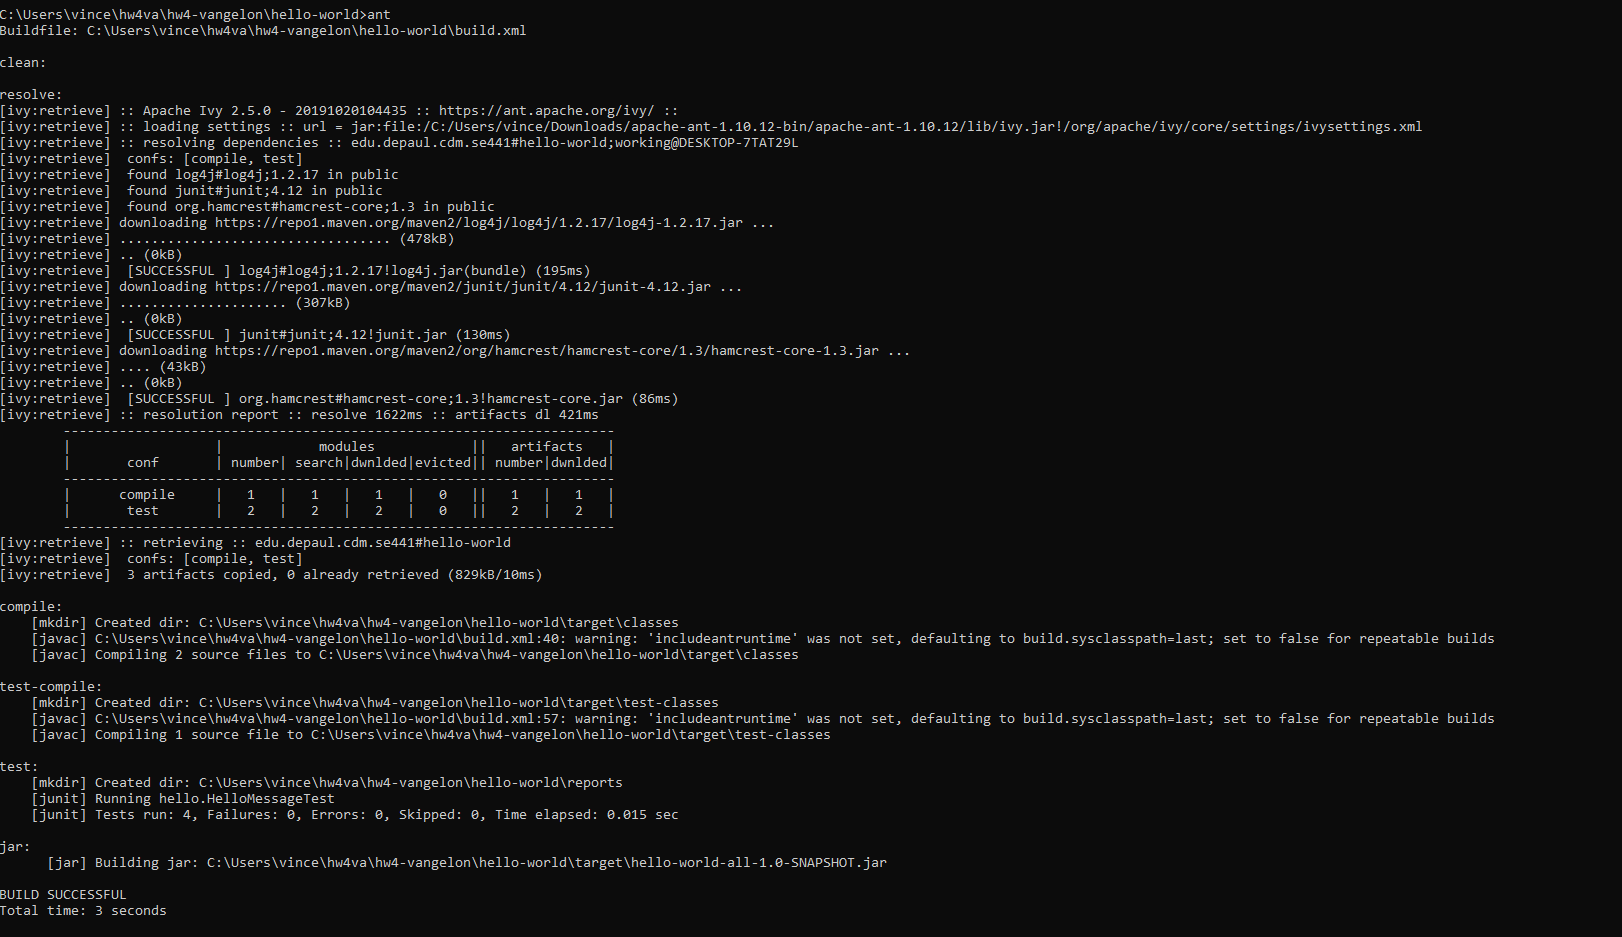 C:\Users\vince\hw4va\hw4-vangelon\hello-world>ant
Buildfile: C:\Users\vince\hw4va\hw4-vangelon\hello-world\build.xml

clean:

resolve:
[ivy:retrieve] :: Apache Ivy 2.5.0 - 20191020104435 :: https://ant.apache.org/ivy/ ::
[ivy:retrieve] :: loading settings :: url = jar:file:/C:/Users/vince/Downloads/apache-ant-1.10.12-bin/apache-ant-1.10.12/lib/ivy.jar!/org/apache/ivy/core/settings/ivysettings.xml
[ivy:retrieve] :: resolving dependencies :: edu.depaul.cdm.se441#hello-world;working@DESKTOP-7TAT29L
[ivy:retrieve]  confs: [compile, test]
[ivy:retrieve]  found log4j#log4j;1.2.17 in public
[ivy:retrieve]  found junit#junit;4.12 in public
[ivy:retrieve]  found org.hamcrest#hamcrest-core;1.3 in public
[ivy:retrieve] downloading https://repo1.maven.org/maven2/log4j/log4j/1.2.17/log4j-1.2.17.jar ...
[ivy:retrieve] .................................. (478kB)
[ivy:retrieve] .. (0kB)
[ivy:retrieve]  [SUCCESSFUL ] log4j#log4j;1.2.17!log4j.jar(bundle) (195ms)
[ivy:retrieve] downloading https://repo1.maven.org/maven2/junit/junit/4.12/junit-4.12.jar ...
[ivy:retrieve] ..................... (307kB)
[ivy:retrieve] .. (0kB)
[ivy:retrieve]  [SUCCESSFUL ] junit#junit;4.12!junit.jar (130ms)
[ivy:retrieve] downloading https://repo1.maven.org/maven2/org/hamcrest/hamcrest-core/1.3/hamcrest-core-1.3.jar ...
[ivy:retrieve] .... (43kB)
[ivy:retrieve] .. (0kB)
[ivy:retrieve]  [SUCCESSFUL ] org.hamcrest#hamcrest-core;1.3!hamcrest-core.jar (86ms)
[ivy:retrieve] :: resolution report :: resolve 1622ms :: artifacts dl 421ms
        ---------------------------------------------------------------------
        |                  |            modules            ||   artifacts   |
        |       conf       | number| search|dwnlded|evicted|| number|dwnlded|
        ---------------------------------------------------------------------
        |      compile     |   1   |   1   |   1   |   0   ||   1   |   1   |
        |       test       |   2   |   2   |   2   |   0   ||   2   |   2   |
        ---------------------------------------------------------------------
[ivy:retrieve] :: retrieving :: edu.depaul.cdm.se441#hello-world
[ivy:retrieve]  confs: [compile, test]
[ivy:retrieve]  3 artifacts copied, 0 already retrieved (829kB/10ms)

compile:
    [mkdir] Created dir: C:\Users\vince\hw4va\hw4-vangelon\hello-world\target\classes
    [javac] C:\Users\vince\hw4va\hw4-vangelon\hello-world\build.xml:40: warning: 'includeantruntime' was not set, defaulting to build.sysclasspath=last; set to false for repeatable builds
    [javac] Compiling 2 source files to C:\Users\vince\hw4va\hw4-vangelon\hello-world\target\classes

test-compile:
    [mkdir] Created dir: C:\Users\vince\hw4va\hw4-vangelon\hello-world\target\test-classes
    [javac] C:\Users\vince\hw4va\hw4-vangelon\hello-world\build.xml:57: warning: 'includeantruntime' was not set, defaulting to build.sysclasspath=last; set to false for repeatable builds
    [javac] Compiling 1 source file to C:\Users\vince\hw4va\hw4-vangelon\hello-world\target\test-classes

test:
    [mkdir] Created dir: C:\Users\vince\hw4va\hw4-vangelon\hello-world\reports
    [junit] Running hello.HelloMessageTest
    [junit] Tests run: 4, Failures: 0, Errors: 0, Skipped: 0, Time elapsed: 0.015 sec

jar:
      [jar] Building jar: C:\Users\vince\hw4va\hw4-vangelon\hello-world\target\hello-world-all-1.0-SNAPSHOT.jar

BUILD SUCCESSFUL
Total time: 3 seconds